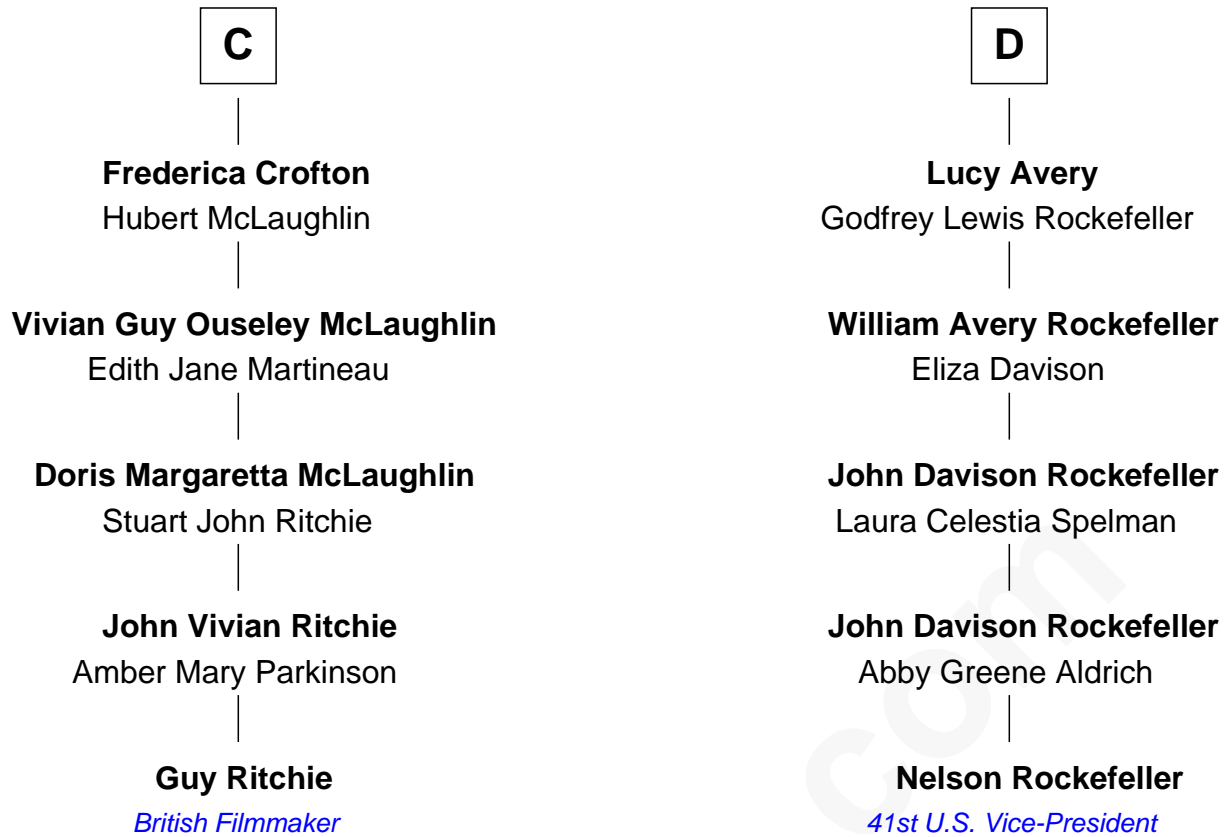 C
Frederica Crofton
Hubert McLaughlin
Vivian Guy Ouseley McLaughlin
Edith Jane Martineau
Doris Margaretta McLaughlin
Stuart John Ritchie
John Vivian Ritchie
Amber Mary Parkinson
Guy Ritchie
British Filmmaker
D
Lucy Avery
Godfrey Lewis Rockefeller
William Avery Rockefeller
Eliza Davison
John Davison Rockefeller
Laura Celestia Spelman
John Davison Rockefeller
Abby Greene Aldrich
Nelson Rockefeller
41st U.S. Vice-President
com